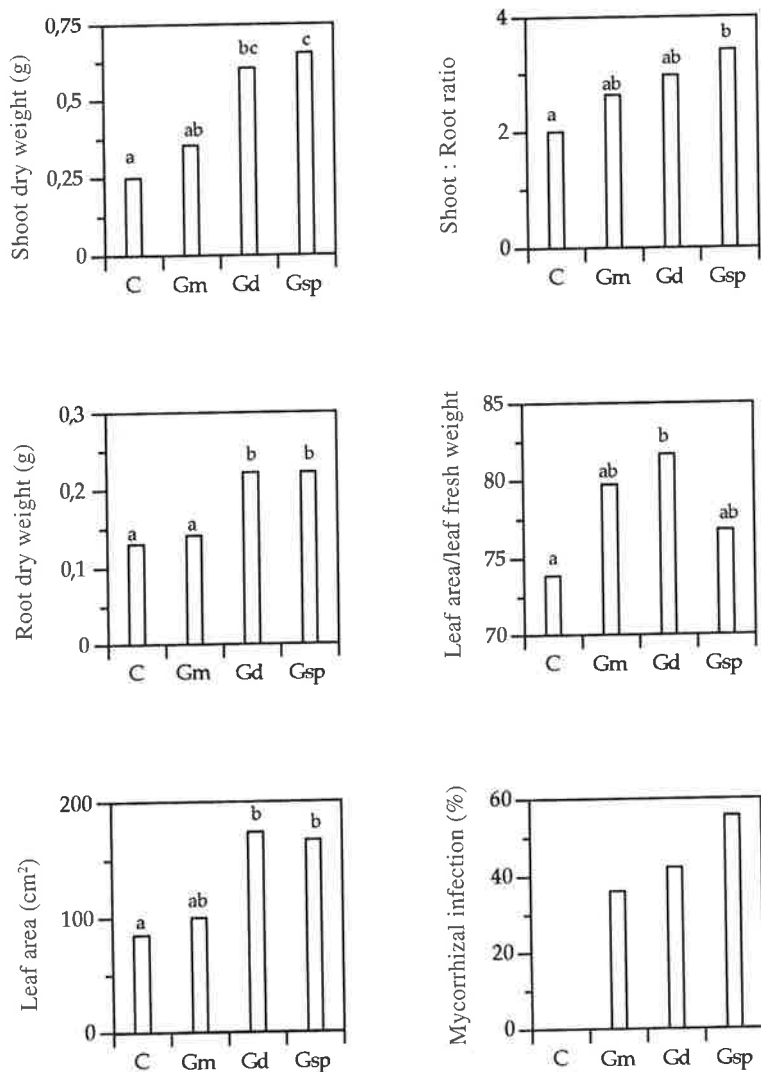 Shoot dry weight (g)
0,75
0,5
0,25
0
a
ab
bc
c
C Gm Gd Gsp
Shoot : Root ratio
4
2
0
a
ab
ab
b
C Gm Gd Gsp
Root dry weight (g)
0,3
0,2
0,1
0
a
a
b
b
C Gm Gd Gsp
Leaf area/leaf fresh weight
85
80
75
70
a
ab
b
ab
C Gm Gd Gsp
Leaf area (cm²)
200
100
0
a
ab
b
b
C Gm Gd Gsp
Mycorrhizal infection (%)
60
40
20
0
C Gm Gd Gsp